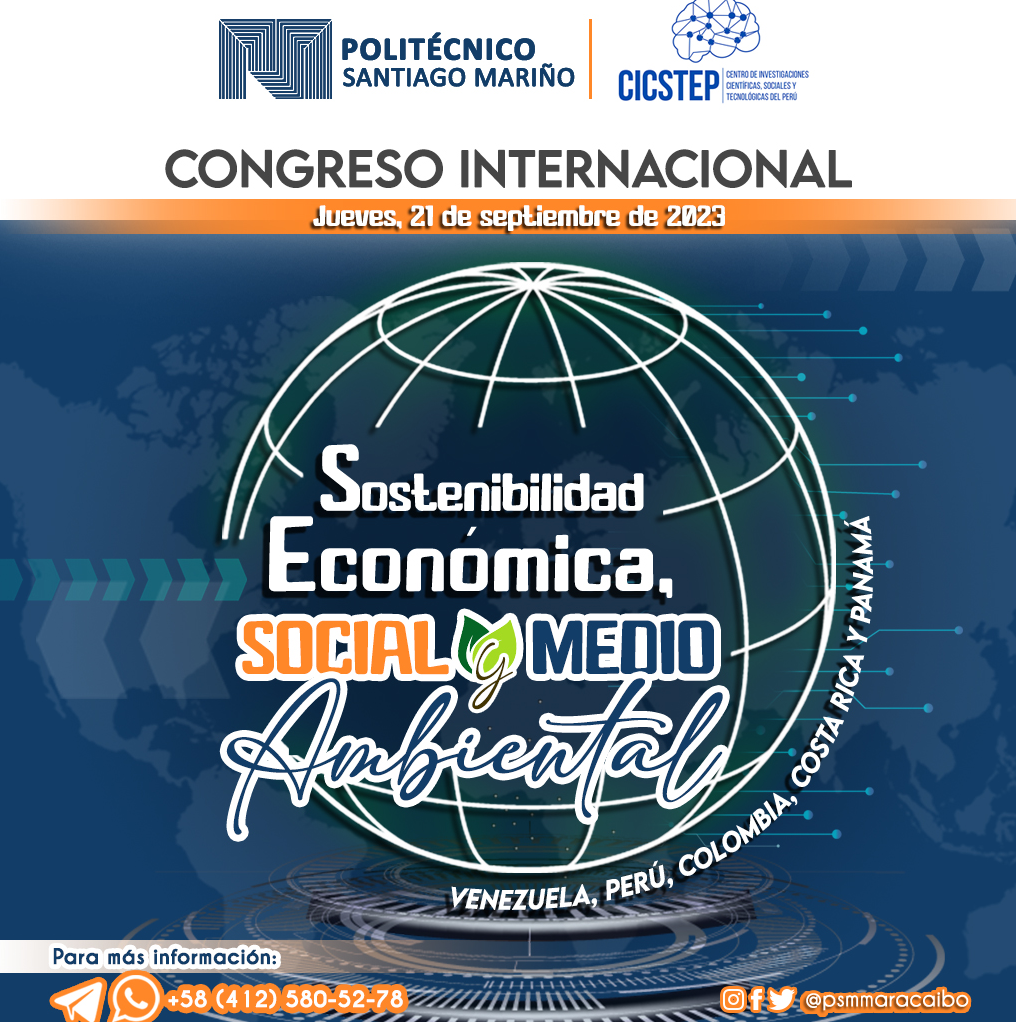 POLITÉCNICO
SANTIAGO MARIÑO
CICSTEP
CENTRO DE INVESTIGACIONES
CIENTÍFICAS, SOCIALES Y
TECNOLÓGICAS DEL PERÚ
CONGRESO INTERNACIONAL
Jueves, 21 de septiembre de 2023
Sostenibilidad
Económica,
SOCIAL y MEDIO
Ambiental
VENEZUELA, PERÚ, COLOMBIA, COSTA RICA Y PANAMÁ
Para más información:
+58 (412) 580-52-78
@psmmaracaibo